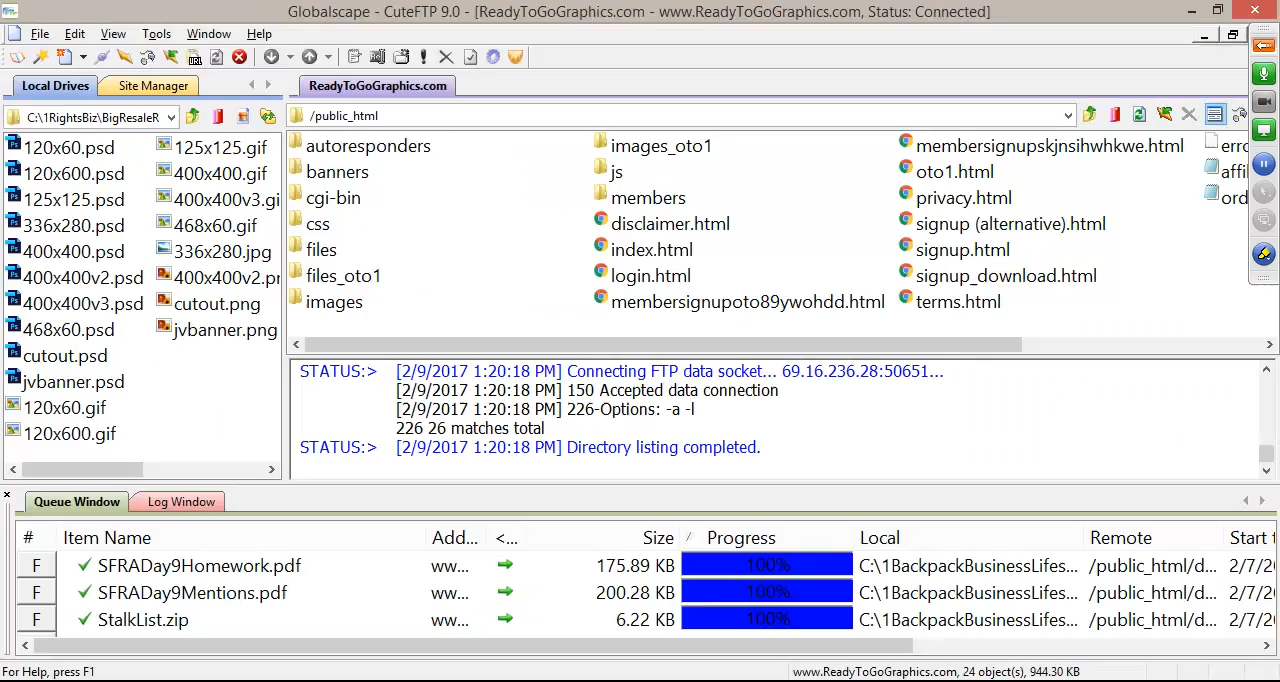 Globalscape - CuteFTP 9.0 - [ReadyToGoGraphics.com - www.ReadyToGoGraphics.com, Status: Connected]
File Edit View Tools Window Help
Local Drives Site Manager
C:\1RightsBiz\BigResaleR
120x60.psd 125x125.gif
120x600.psd 400x400.gif
125x125.psd 400x400v3.gi
336x280.psd 468x60.gif
400x400.psd 336x280.jpg
400x400v2.psd 400x400v2.pr
400x400v3.psd cutout.png
468x60.psd jvbanner.png
cutout.psd
jvbanner.psd
120x60.gif
120x600.gif
ReadyToGoGraphics.com
/public_html
autoresponders images_oto1 membersignupskjnsihwhkwe.html erro
banners js oto1.html affil
cgi-bin members privacy.html ord
css disclaimer.html signup (alternative).html
files index.html signup.html
files_oto1 login.html signup_download.html
images membersignupoto89ywohdd.html terms.html
STATUS:> [2/9/2017 1:20:18 PM] Connecting FTP data socket... 69.16.236.28:50651...
[2/9/2017 1:20:18 PM] 150 Accepted data connection
[2/9/2017 1:20:18 PM] 226-Options: -a -l
226 26 matches total
STATUS:> [2/9/2017 1:20:18 PM] Directory listing completed.
Queue Window Log Window
# Item Name Add... <... Size / Progress Local Remote Start t
F SFRADay9Homework.pdf ww... 175.89 KB 100% C:\1BackpackBusinessLifes... /public_html/d... 2/7/20
F SFRADay9Mentions.pdf ww... 200.28 KB 100% C:\1BackpackBusinessLifes... /public_html/d... 2/7/20
F StalkList.zip ww... 6.22 KB 100% C:\1BackpackBusinessLifes... /public_html/d... 2/7/20
For Help, press F1 www.ReadyToGoGraphics.com, 24 object(s), 944.30 KB